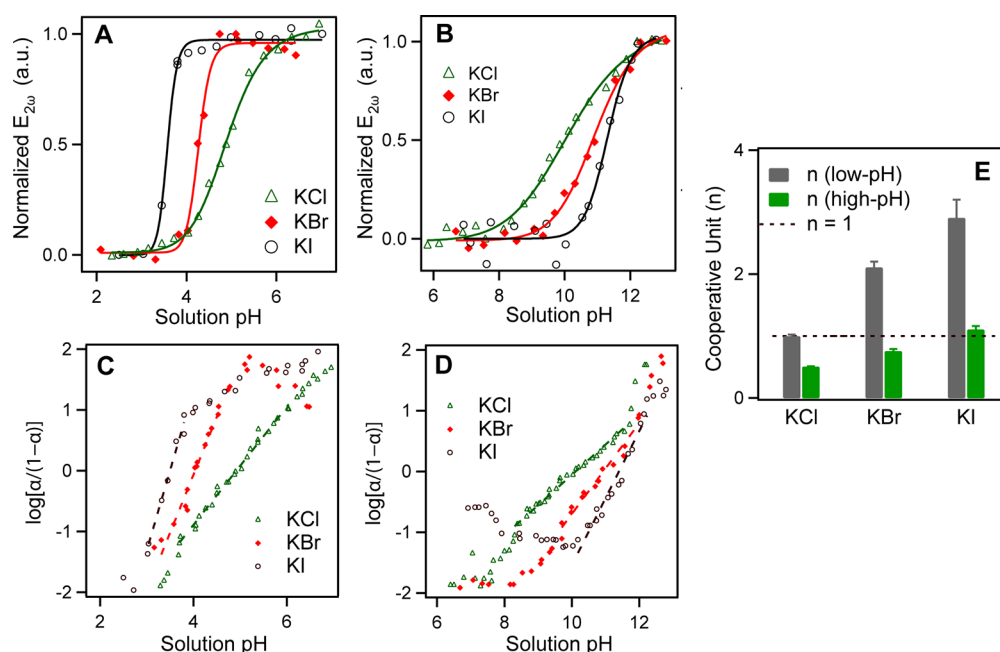 A
Normalized E2ω (a.u.)
1.0
0.5
0.0
KCl
KBr
KI
2
4
6
Solution pH
B
Normalized E2ω (a.u.)
1.0
0.5
0.0
KCl
KBr
KI
6
8
10
12
Solution pH
C
log[α/(1−α)]
2
1
0
-1
-2
KCl
KBr
KI
2
4
6
Solution pH
D
log[α/(1−α)]
2
1
0
-1
-2
KCl
KBr
KI
6
8
10
12
Solution pH
E
Cooperative Unit (n)
4
2
0
n (low-pH)
n (high-pH)
n = 1
KCl
KBr
KI